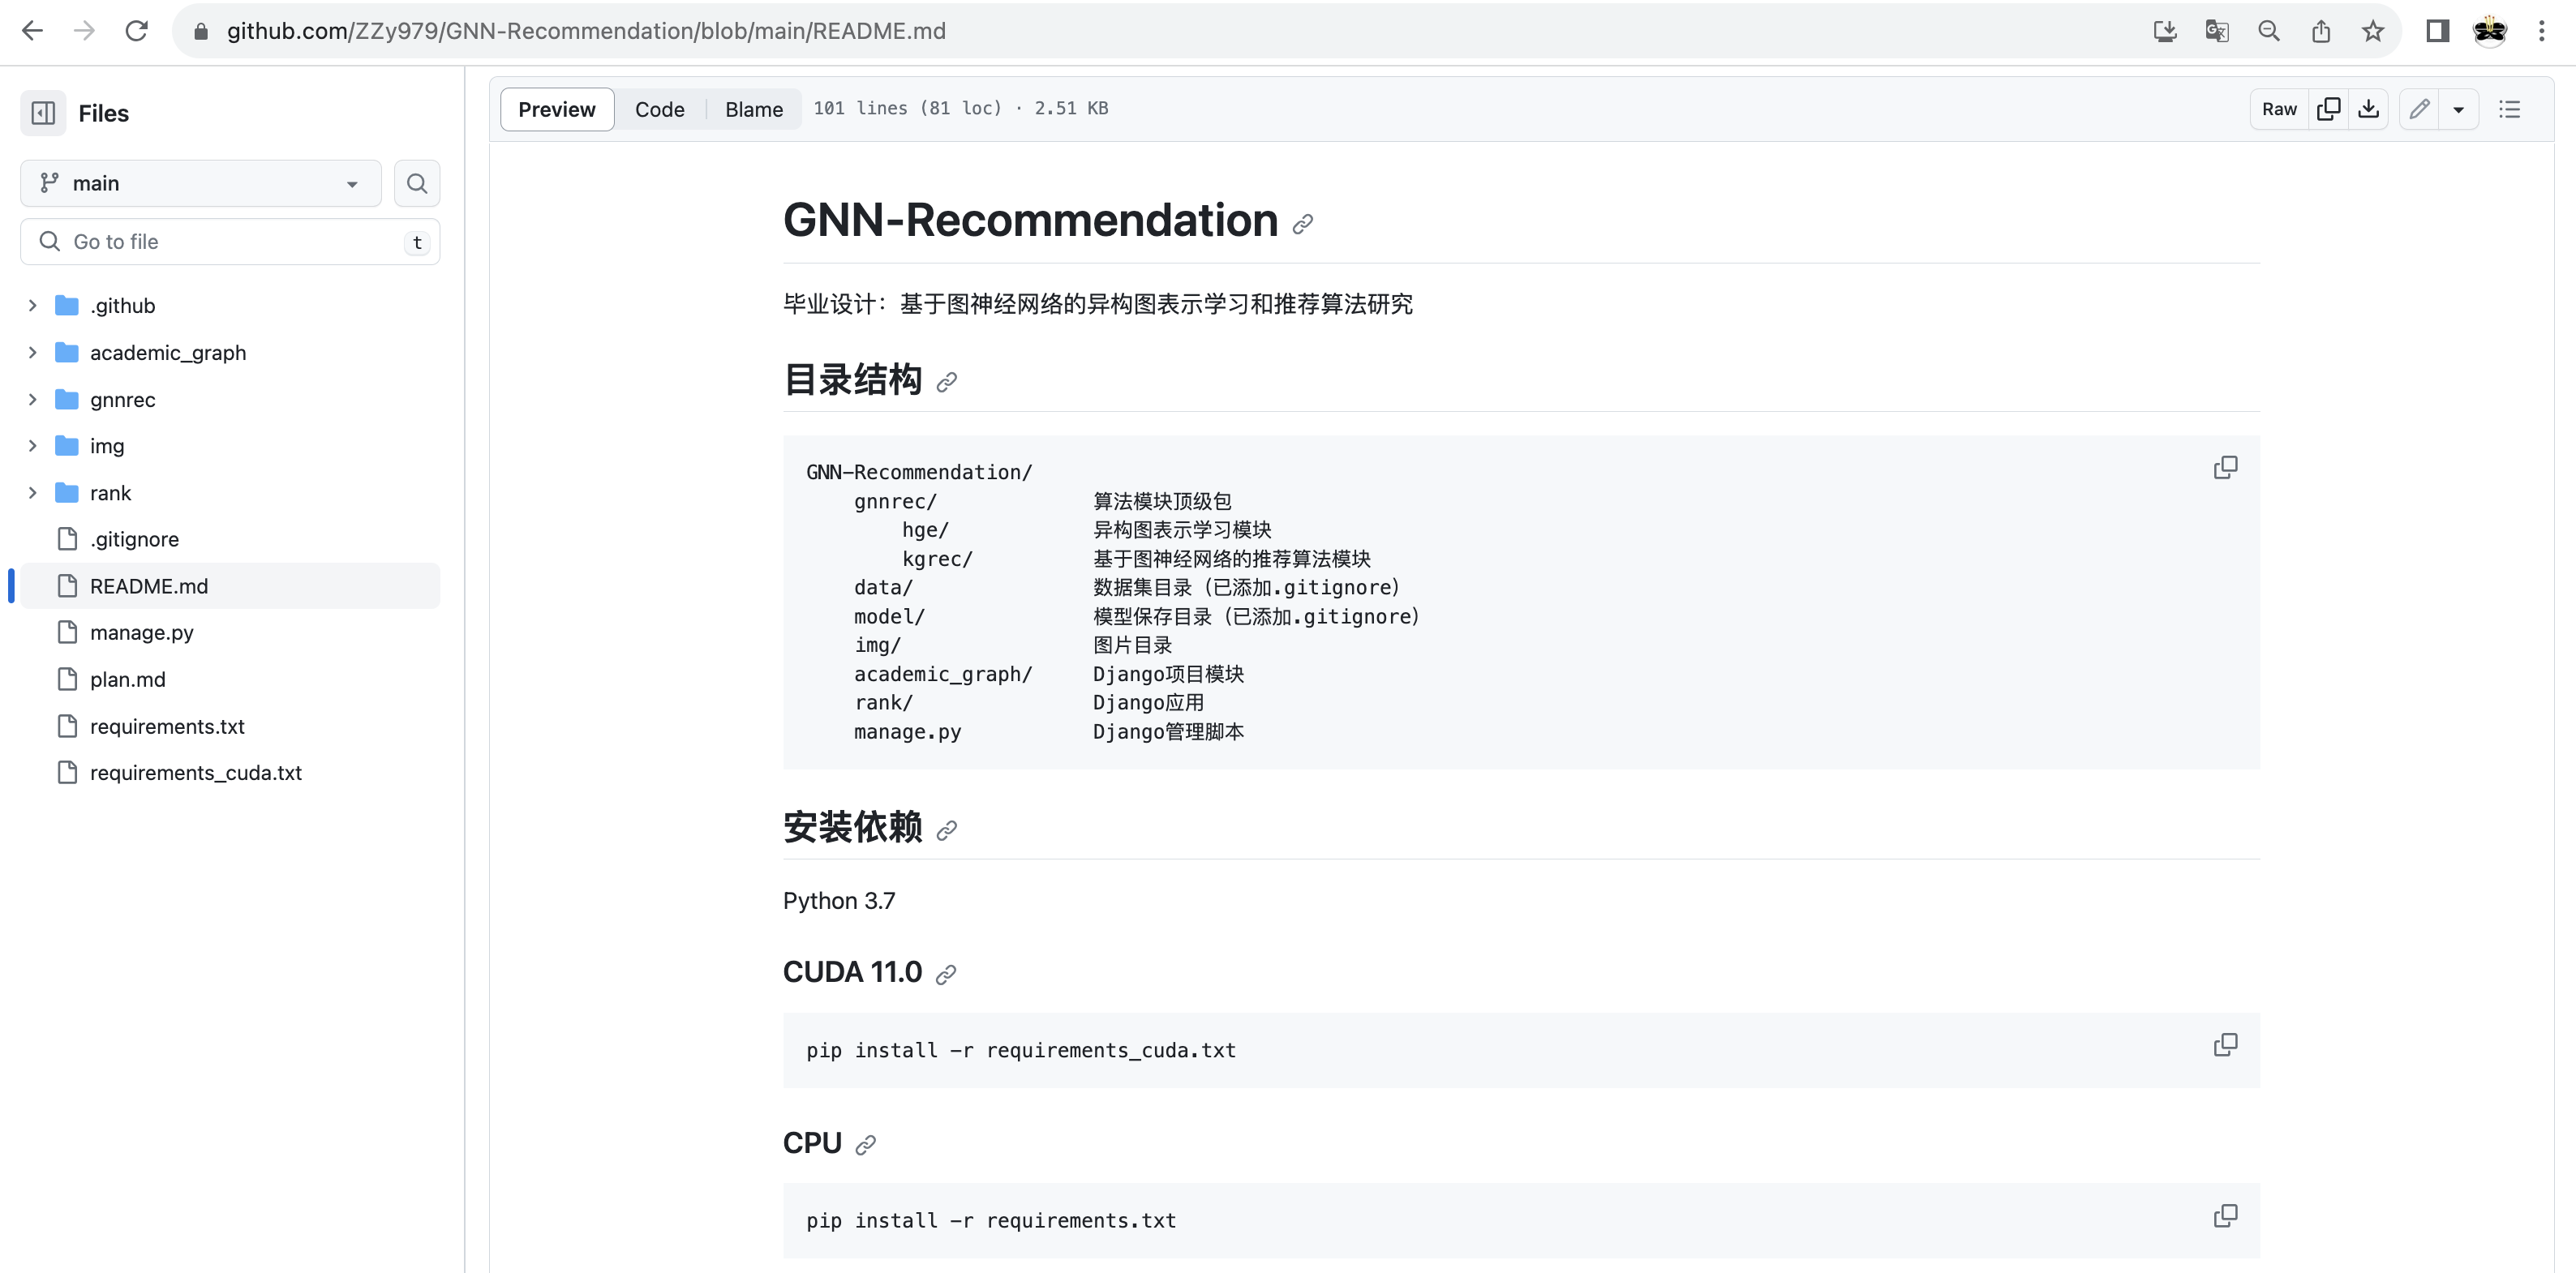 github.com/ZZy979/GNN-Recommendation/blob/main/README.md
Files
main
Go to file
t
.github
academic_graph
gnnrec
img
rank
.gitignore
README.md
manage.py
plan.md
requirements.txt
requirements_cuda.txt
Preview Code Blame 101 lines (81 loc) · 2.51 KB Raw
GNN-Recommendation
毕业设计：基于图神经网络的异构图表示学习和推荐算法研究
目录结构
GNN-Recommendation/
    gnnrec/             算法模块顶级包
        hge/            异构图表示学习模块
        kgrec/          基于图神经网络的推荐算法模块
    data/               数据集目录（已添加.gitignore）
    model/              模型保存目录（已添加.gitignore）
    img/                图片目录
    academic_graph/     Django项目模块
    rank/               Django应用
    manage.py           Django管理脚本
安装依赖
Python 3.7
CUDA 11.0
pip install -r requirements_cuda.txt
CPU
pip install -r requirements.txt